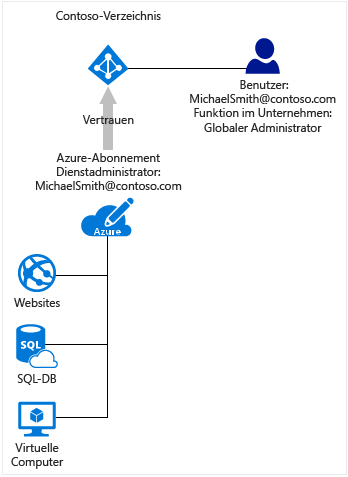 Contoso-Verzeichnis
Benutzer:
MichaelSmith@contoso.com
Funktion im Unternehmen:
Globaler Administrator
Vertrauen
Azure-Abonnement
Dienstadministrator:
MichaelSmith@contoso.com
Azure
Websites
SQL
SQL-DB
Virtuelle
Computer